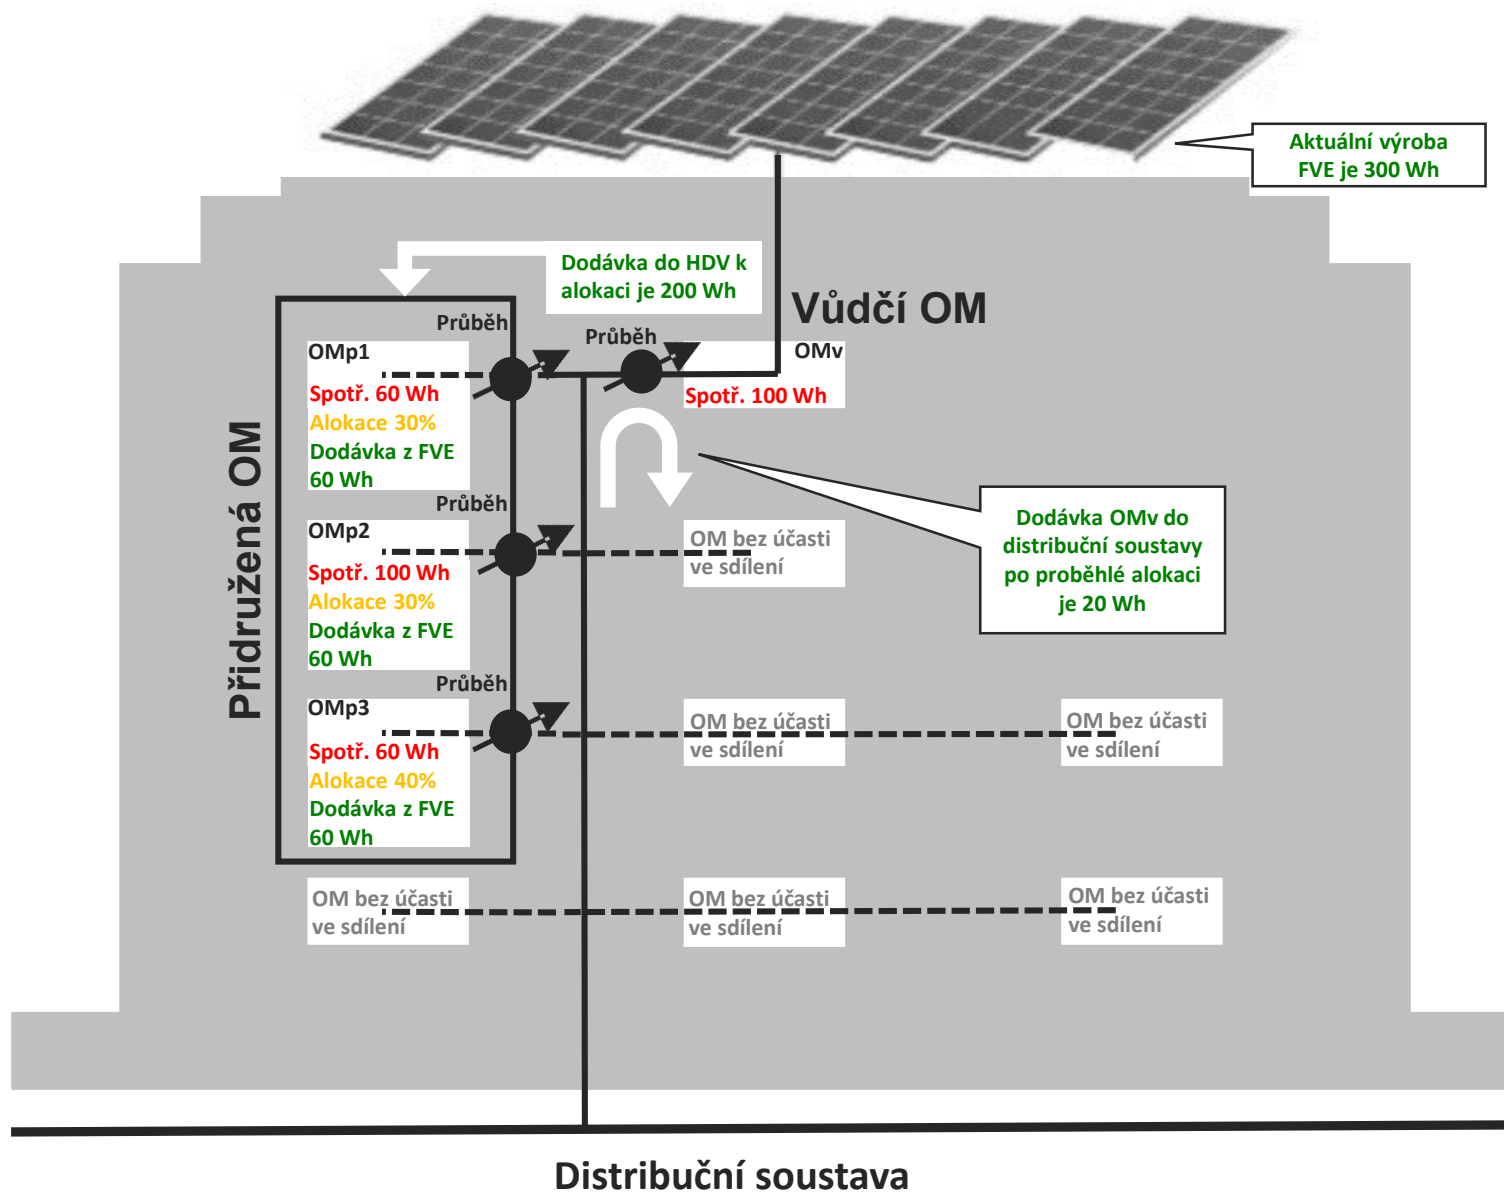 Aktuální výroba
FVE je 300 Wh
Dodávka do HDV k
alokaci je 200 Wh
Vůdčí OM
Průběh
Průběh
OMp1
OMv
Spotř. 60 Wh
Alokace 30%
Dodávka z FVE
60 Wh
Spotř. 100 Wh
Přidružená OM
Průběh
OMp2
Spotř. 100 Wh
Alokace 30%
Dodávka z FVE
60 Wh
OM bez účasti
ve sdílení
Dodávka OMv do
distribuční soustavy
po proběhlé alokaci
je 20 Wh
Průběh
OMp3
Spotř. 60 Wh
Alokace 40%
Dodávka z FVE
60 Wh
OM bez účasti
ve sdílení
OM bez účasti
ve sdílení
OM bez účasti
ve sdílení
OM bez účasti
ve sdílení
OM bez účasti
ve sdílení
Distribuční soustava